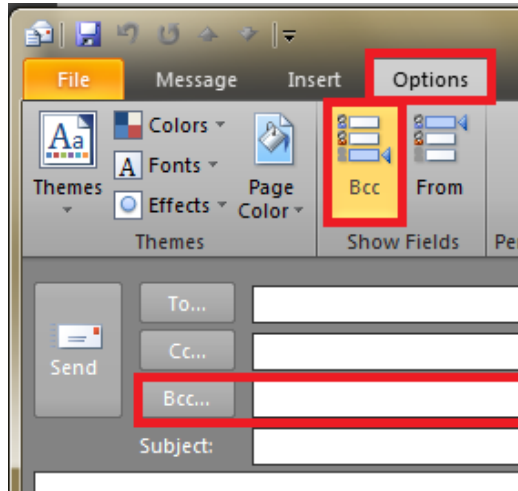 File Message Insert Options
Aa
Colors
A Fonts
Effects
Themes
Page
Color
Bcc From
Themes Show Fields
To...
Cc...
Send
Bcc...
Subject: